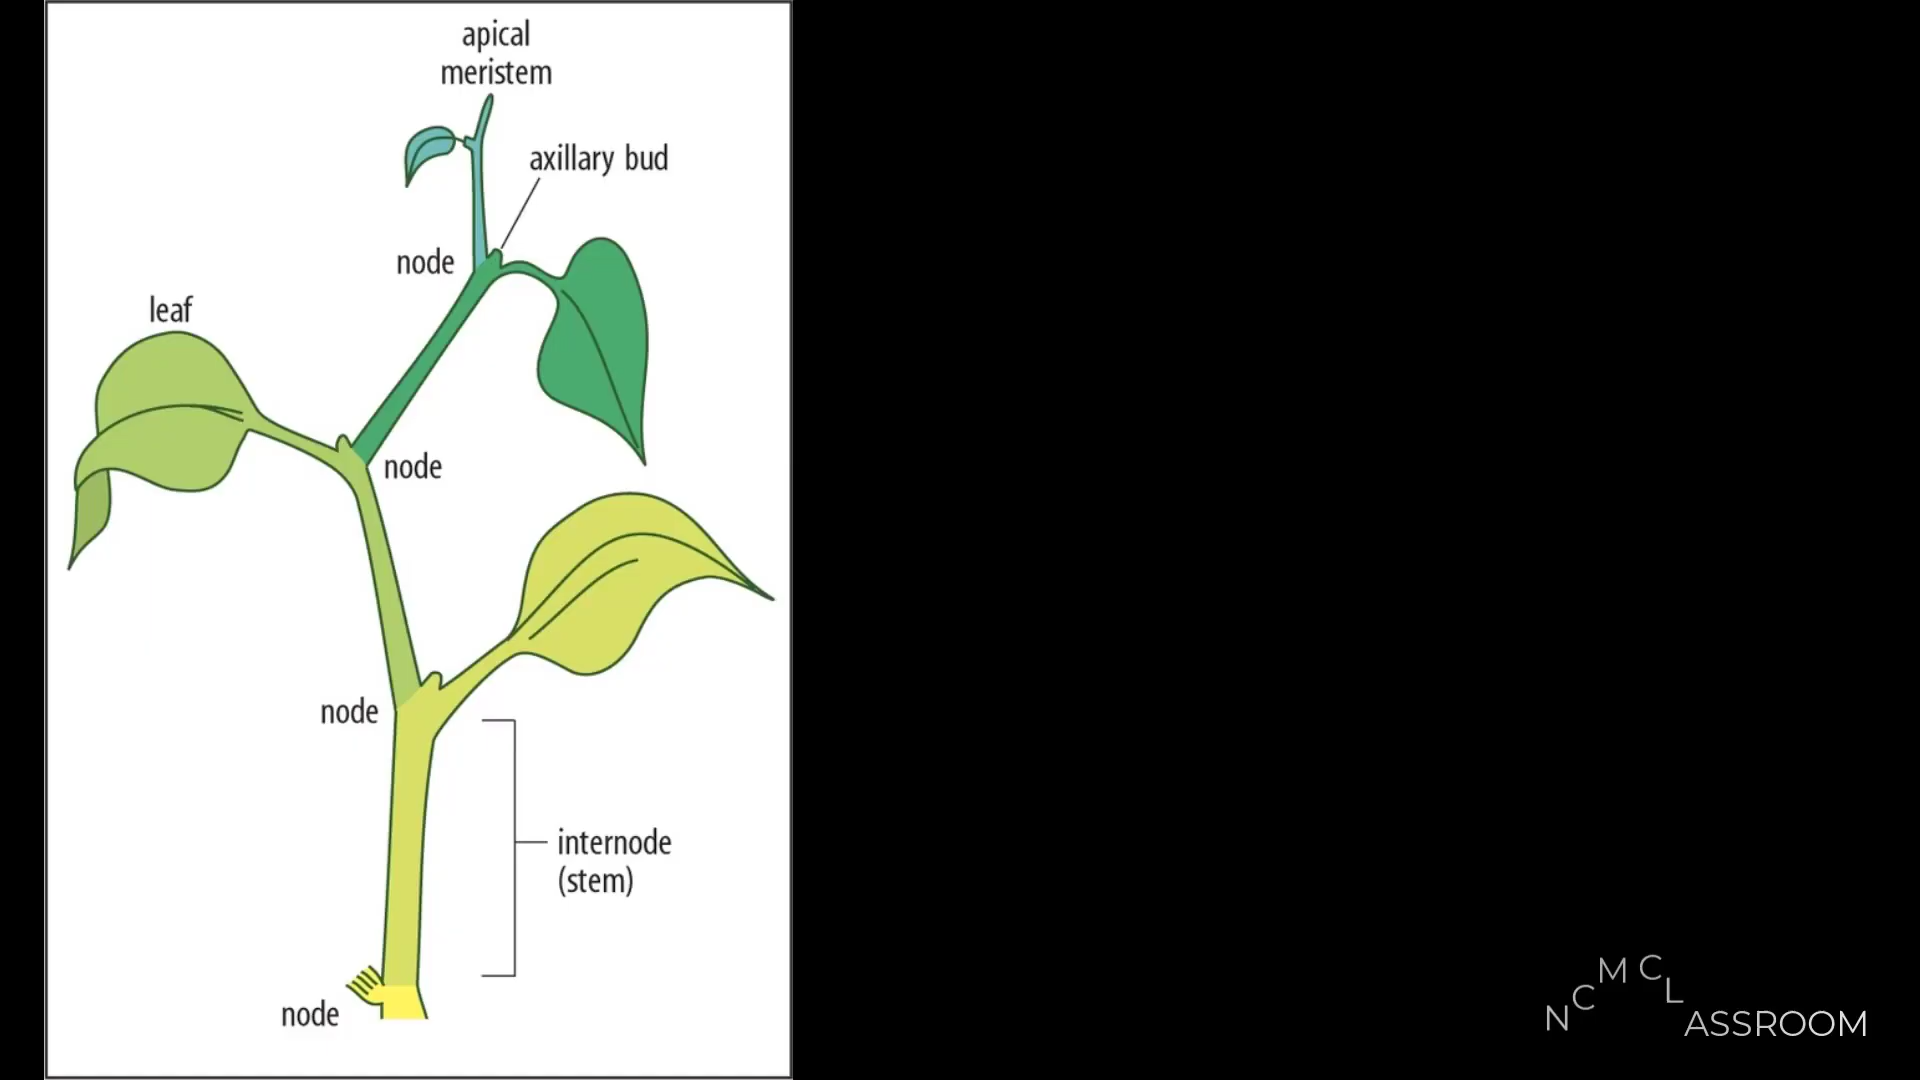 apical
meristem
axillary bud
node
leaf
node
node
internode
(stem)
node
NCMCLASSROOM